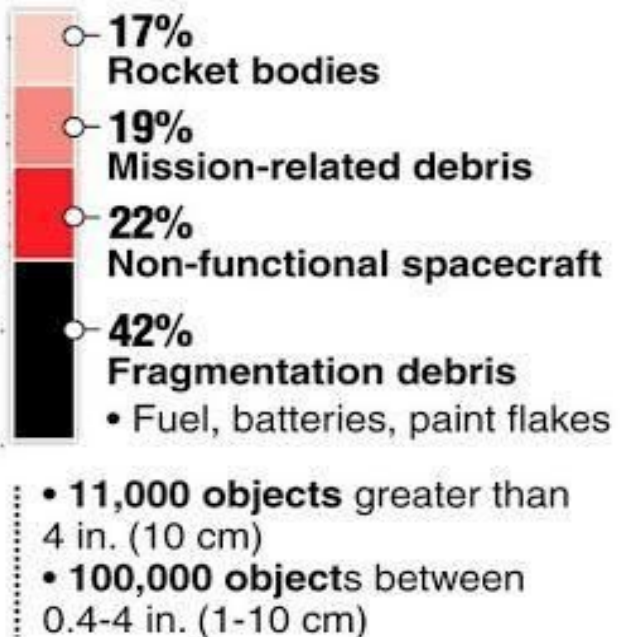 17%
Rocket bodies
19%
Mission-related debris
22%
Non-functional spacecraft
42%
Fragmentation debris
• Fuel, batteries, paint flakes
• 11,000 objects greater than
4 in. (10 cm)
• 100,000 objects between
0.4-4 in. (1-10 cm)